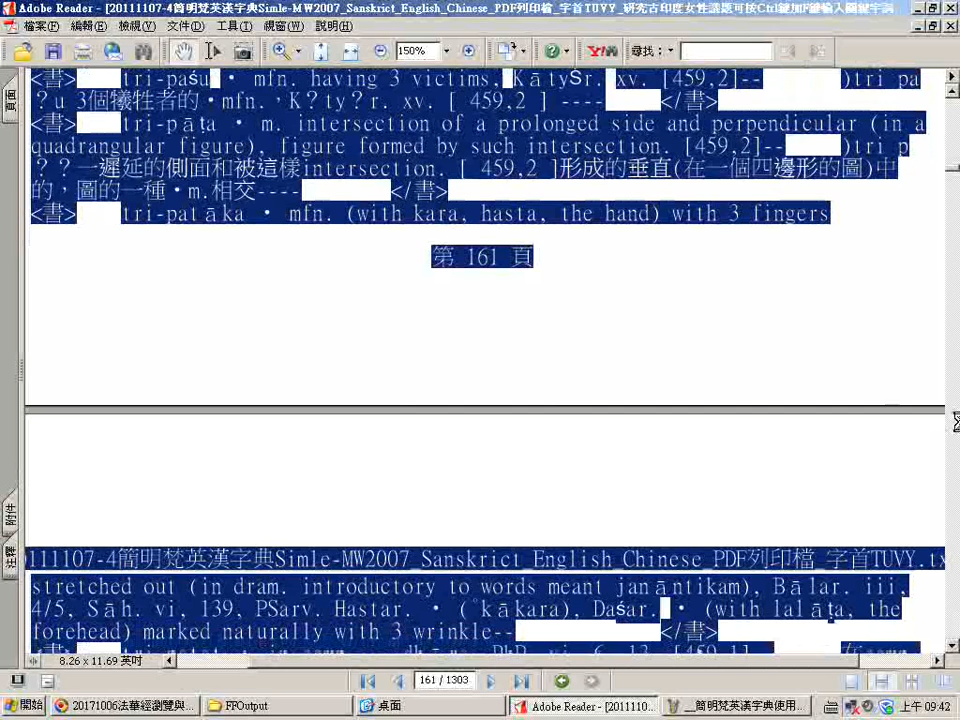 Adobe Reader - [20111107-4簡明梵英漢字典Simle-MW2007_Sanskrict_English_Chinese_PDF列印檔_字首TUVY_研究古印度女性議題可按Ctrl鍵加F鍵輸入關鍵字詞
檔案(F) 編輯(E) 檢視(V) 文件(D) 工具(T) 視窗(W) 說明(H)
150% Y! 尋找：
頁面
<書> tri-paśu • mfn. having 3 victims, KātyŚr. xv. [459,2]-- )tri pa
？u 3個犧牲者的•mfn.，K？ty？r. xv. [ 459,2 ] ---- </書>
<書> tri-pāṭa • m. intersection of a prolonged side and perpendicular (in a
quadrangular figure), figure formed by such intersection. [459,2]-- )tri p
？？一遲延的側面和被這樣intersection. [ 459,2 ]形成的垂直(在一個四邊形的圖)中
的，圖的一種•m.相交---- </書>
<書> tri-patāka • mfn. (with kara, hasta, the hand) with 3 fingers
第 161 頁
附件
注釋
111107-4簡明梵英漢字典Simle-MW2007_Sanskrict_English_Chinese_PDF列印檔_字首TUVY.tx
stretched out (in dram. introductory to words meant janāntikam), Bālar. iii,
4/5, Sāh. vi, 139, PSarv. Hastar. • (°kākara), Daśar. • (with lalāṭa, the
forehead) marked naturally with 3 wrinkle-- </書>
8.26 x 11.69 英吋
161 / 1303
開始 20171006法華經瀏覽與... FFOutput 桌面 Adobe Reader - [2011110... __簡明梵英字典使用... 上午 09:42